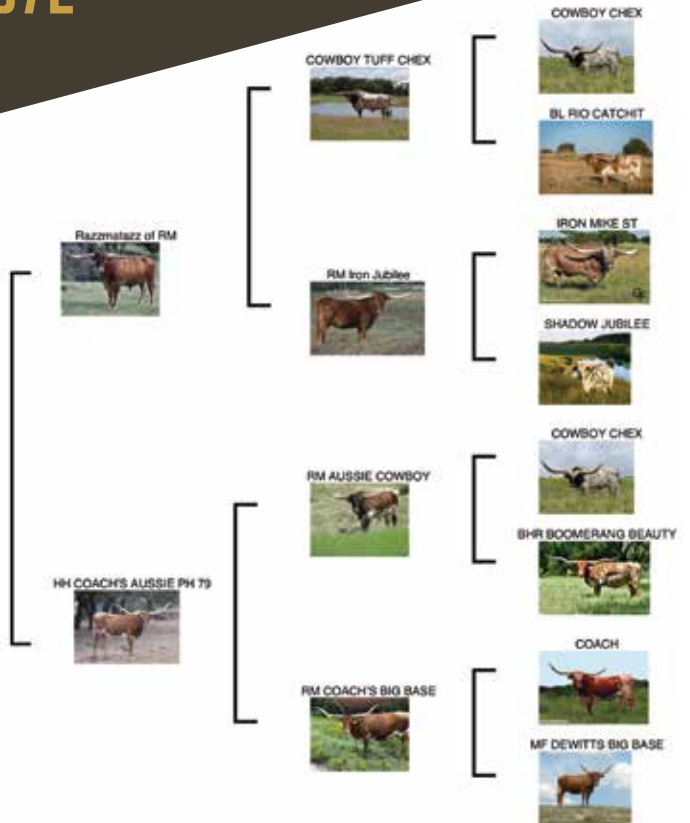 COWBOY CHEX
COWBOY TUFF CHEX
BL RIO CATCHIT
Razzmatazz of RM
IRON MIKE ST
RM Iron Jubilee
SHADOW JUBILEE
COWBOY CHEX
RM AUSSIE COWBOY
BHR BOOMERANG BEAUTY
HH COACH'S AUSSIE PH 79
COACH
RM COACH'S BIG BASE
MF DEWITTS BIG BASE